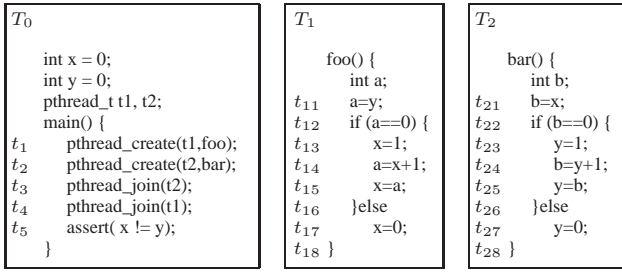 T0
int x = 0;
int y = 0;
pthread_t t1, t2;
main() {
t1 pthread_create(t1,foo);
t2 pthread_create(t2,bar);
t3 pthread_join(t2);
t4 pthread_join(t1);
t5 assert( x != y);
}
T1
foo() {
int a;
t11 a=y;
t12 if (a==0) {
t13 x=1;
t14 a=x+1;
t15 x=a;
t16 }else
t17 x=0;
t18 }
T2
bar() {
int b;
t21 b=x;
t22 if (b==0) {
t23 y=1;
t24 b=y+1;
t25 y=b;
t26 }else
t27 y=0;
t28 }